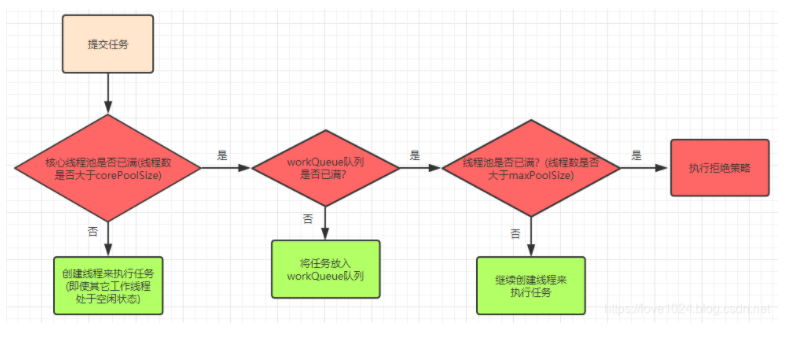 提交任务
核心线程池是否已满(线程数
是否大于corePoolSize)
是
workQueue队列
是否已满?
是
线程池是否已满？(线程数是否
大于maxPoolSize)
是
执行拒绝策略
否
否
否
创建线程来执行任务
(即使其它工作线程
处于空闲状态)
将任务放入
workQueue队列
继续创建线程来
执行任务
https://love1024.blog.csdn.net